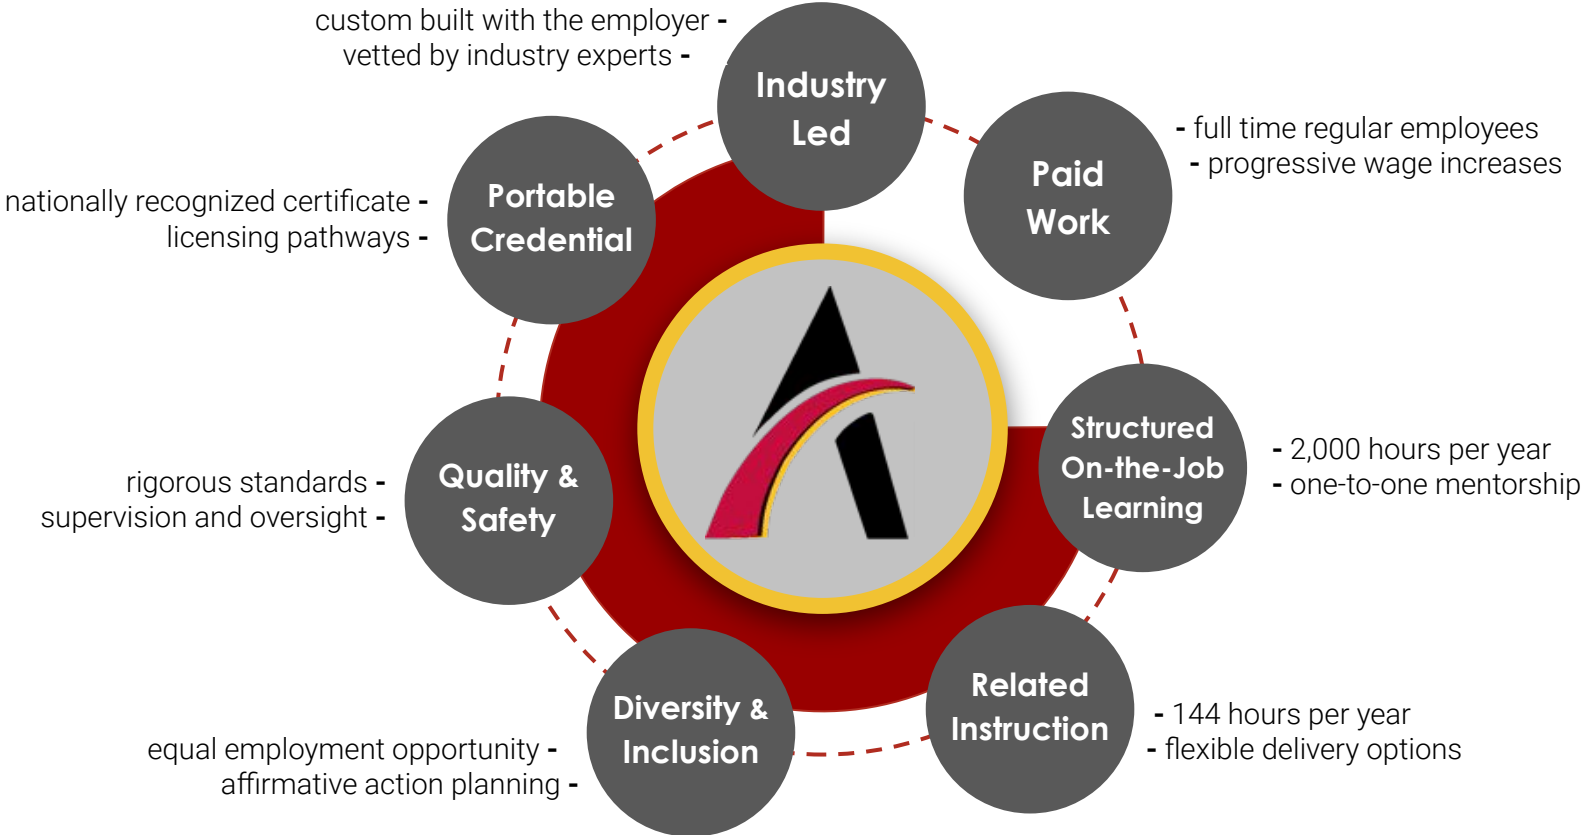 custom built with the employer -
vetted by industry experts -
Industry
Led
Paid
Work
- full time regular employees
- progressive wage increases
Structured
On-the-Job
Learning
- 2,000 hours per year
- one-to-one mentorship
Related
Instruction
- 144 hours per year
- flexible delivery options
Diversity &
Inclusion
equal employment opportunity -
affirmative action planning -
Quality &
Safety
rigorous standards -
supervision and oversight -
Portable
Credential
nationally recognized certificate -
licensing pathways -